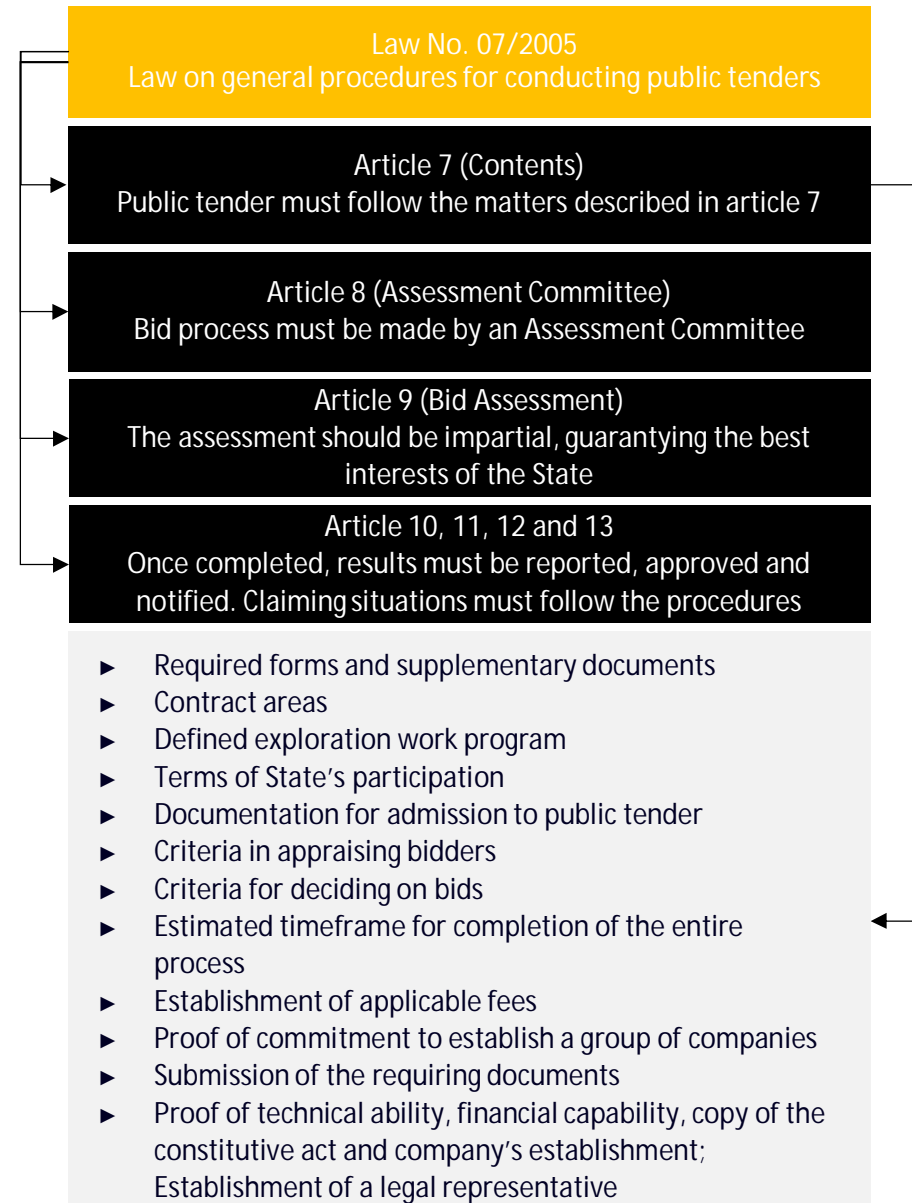 Law No. 07/2005
Law on general procedures for conducting public tenders
Article 7 (Contents)
Public tender must follow the matters described in article 7
Article 8 (Assessment Committee)
Bid process must be made by an Assessment Committee
Article 9 (Bid Assessment)
The assessment should be impartial, guarantying the best
interests of the State
Article 10, 11, 12 and 13
Once completed, results must be reported, approved and
notified. Claiming situations must follow the procedures
► Required forms and supplementary documents
► Contract areas
► Defined exploration work program
► Terms of State's participation
► Documentation for admission to public tender
► Criteria in appraising bidders
► Criteria for deciding on bids
► Estimated timeframe for completion of the entire
process
► Establishment of applicable fees
► Proof of commitment to establish a group of companies
► Submission of the requiring documents
► Proof of technical ability, financial capability, copy of the
constitutive act and company's establishment;
Establishment of a legal representative